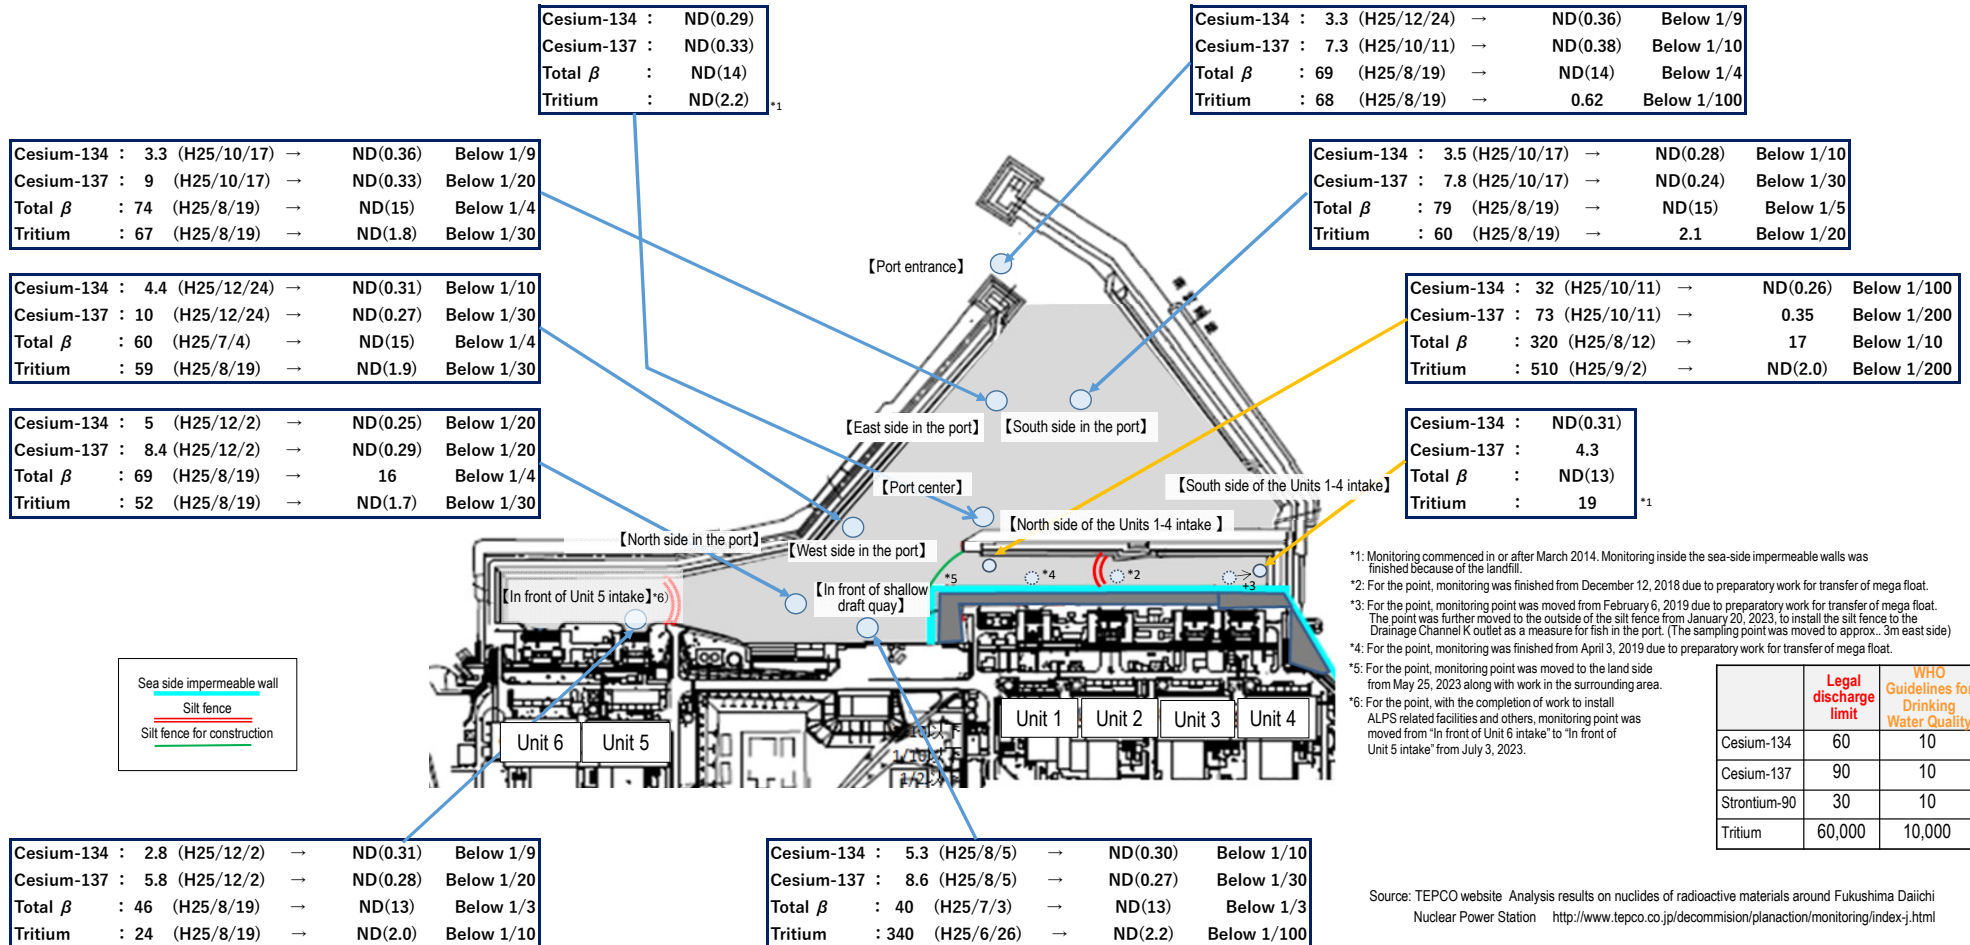 Cesium-134 : ND(0.29)
Cesium-137 : ND(0.33)
Total β : ND(14)
Tritium : ND(2.2) *1
Cesium-134 : 3.3 (H25/12/24) → ND(0.36) Below 1/9
Cesium-137 : 7.3 (H25/10/11) → ND(0.38) Below 1/10
Total β : 69 (H25/8/19) → ND(14) Below 1/4
Tritium : 68 (H25/8/19) → 0.62 Below 1/100
Cesium-134 : 3.3 (H25/10/17) → ND(0.36) Below 1/9
Cesium-137 : 9 (H25/10/17) → ND(0.33) Below 1/20
Total β : 74 (H25/8/19) → ND(15) Below 1/4
Tritium : 67 (H25/8/19) → ND(1.8) Below 1/30
Cesium-134 : 3.5 (H25/10/17) → ND(0.28) Below 1/10
Cesium-137 : 7.8 (H25/10/17) → ND(0.24) Below 1/30
Total β : 79 (H25/8/19) → ND(15) Below 1/5
Tritium : 60 (H25/8/19) → 2.1 Below 1/20
Cesium-134 : 4.4 (H25/12/24) → ND(0.31) Below 1/10
Cesium-137 : 10 (H25/12/24) → ND(0.27) Below 1/30
Total β : 60 (H25/7/4) → ND(15) Below 1/4
Tritium : 59 (H25/8/19) → ND(1.9) Below 1/30
Cesium-134 : 32 (H25/10/11) → ND(0.26) Below 1/100
Cesium-137 : 73 (H25/10/11) → 0.35 Below 1/200
Total β : 320 (H25/8/12) → 17 Below 1/10
Tritium : 510 (H25/9/2) → ND(2.0) Below 1/200
Cesium-134 : 5 (H25/12/2) → ND(0.25) Below 1/20
Cesium-137 : 8.4 (H25/12/2) → ND(0.29) Below 1/20
Total β : 69 (H25/8/19) → 16 Below 1/4
Tritium : 52 (H25/8/19) → ND(1.7) Below 1/30
Cesium-134 : ND(0.31)
Cesium-137 : 4.3
Total β : ND(13)
Tritium : 19 *1
【Port entrance】
【East side in the port】
【South side in the port】
【Port center】
【South side of the Units 1-4 intake】
【North side of the Units 1-4 intake 】
【North side in the port】
【West side in the port】
【In front of Unit 5 intake】*6)
【In front of shallow
draft quay】
*5
*4
*2
+3
Unit 1
Unit 2
Unit 3
Unit 4
Unit 6
Unit 5
1/10
1/2
Sea side impermeable wall
Silt fence
Silt fence for construction
*1: Monitoring commenced in or after March 2014. Monitoring inside the sea-side impermeable walls was
finished because of the landfill.
*2: For the point, monitoring was finished from December 12, 2018 due to preparatory work for transfer of mega float.
*3: For the point, monitoring point was moved from February 6, 2019 due to preparatory work for transfer of mega float.
The point was further moved to the outside of the silt fence from January 20, 2023, to install the silt fence to the
Drainage Channel K outlet as a measure for fish in the port. (The sampling point was moved to approx.. 3m east side)
*4: For the point, monitoring was finished from April 3, 2019 due to preparatory work for transfer of mega float.
*5: For the point, monitoring point was moved to the land side
from May 25, 2023 along with work in the surrounding area.
*6: For the point, with the completion of work to install
ALPS related facilities and others, monitoring point was
moved from “In front of Unit 6 intake” to “In front of
Unit 5 intake” from July 3, 2023.
Legal discharge limit
WHO Guidelines for Drinking Water Quality
Cesium-134 60 10
Cesium-137 90 10
Strontium-90 30 10
Tritium 60,000 10,000
Cesium-134 : 2.8 (H25/12/2) → ND(0.31) Below 1/9
Cesium-137 : 5.8 (H25/12/2) → ND(0.28) Below 1/20
Total β : 46 (H25/8/19) → ND(13) Below 1/3
Tritium : 24 (H25/8/19) → ND(2.0) Below 1/10
Cesium-134 : 5.3 (H25/8/5) → ND(0.30) Below 1/10
Cesium-137 : 8.6 (H25/8/5) → ND(0.27) Below 1/30
Total β : 40 (H25/7/3) → ND(13) Below 1/3
Tritium : 340 (H25/6/26) → ND(2.2) Below 1/100
Source: TEPCO website Analysis results on nuclides of radioactive materials around Fukushima Daiichi
Nuclear Power Station http://www.tepco.co.jp/decommision/planaction/monitoring/index-j.html